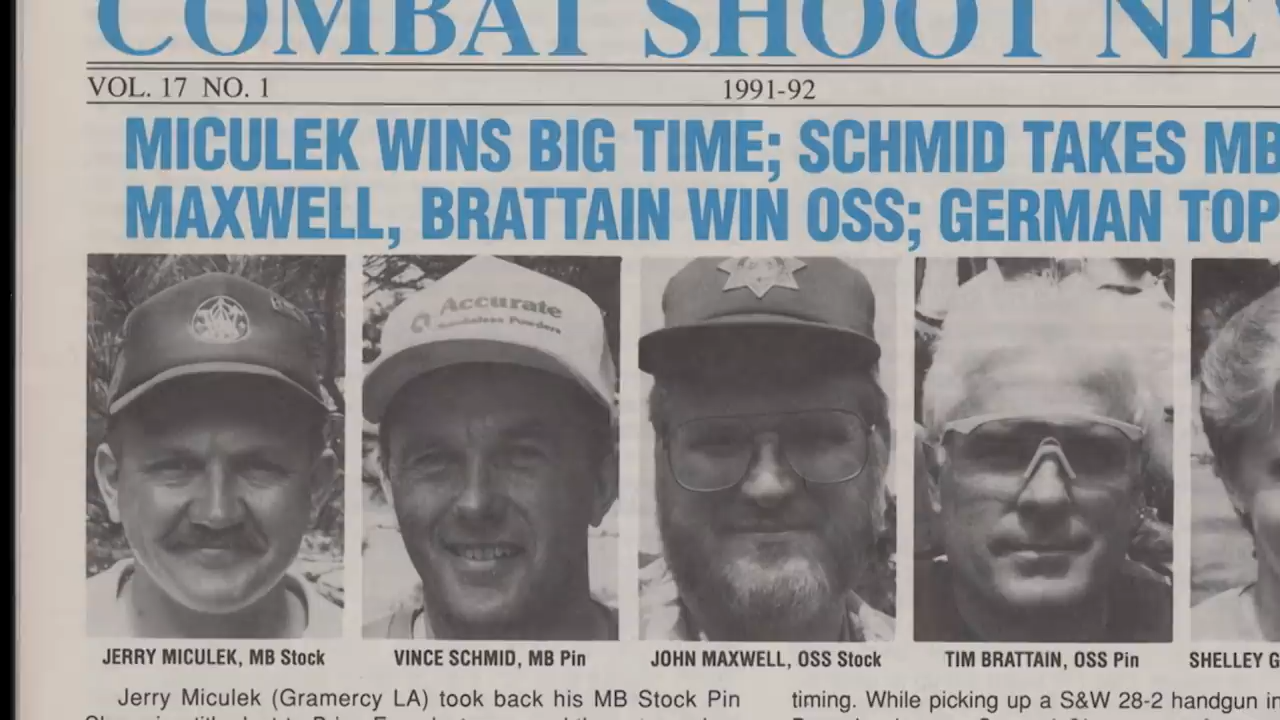 COMBAT SHOOT NEW
VOL. 17 NO. 1
1991-92
MICULEK WINS BIG TIME; SCHMID TAKES MB
MAXWELL, BRATTAIN WIN OSS; GERMAN TOP
Accurate
Smokeless Powders
JERRY MICULEK, MB Stock
VINCE SCHMID, MB Pin
JOHN MAXWELL, OSS Stock
TIM BRATTAIN, OSS Pin
SHELLEY G
Jerry Miculek (Gramercy LA) took back his MB Stock Pin
timing. While picking up a S&W 28-2 handgun in